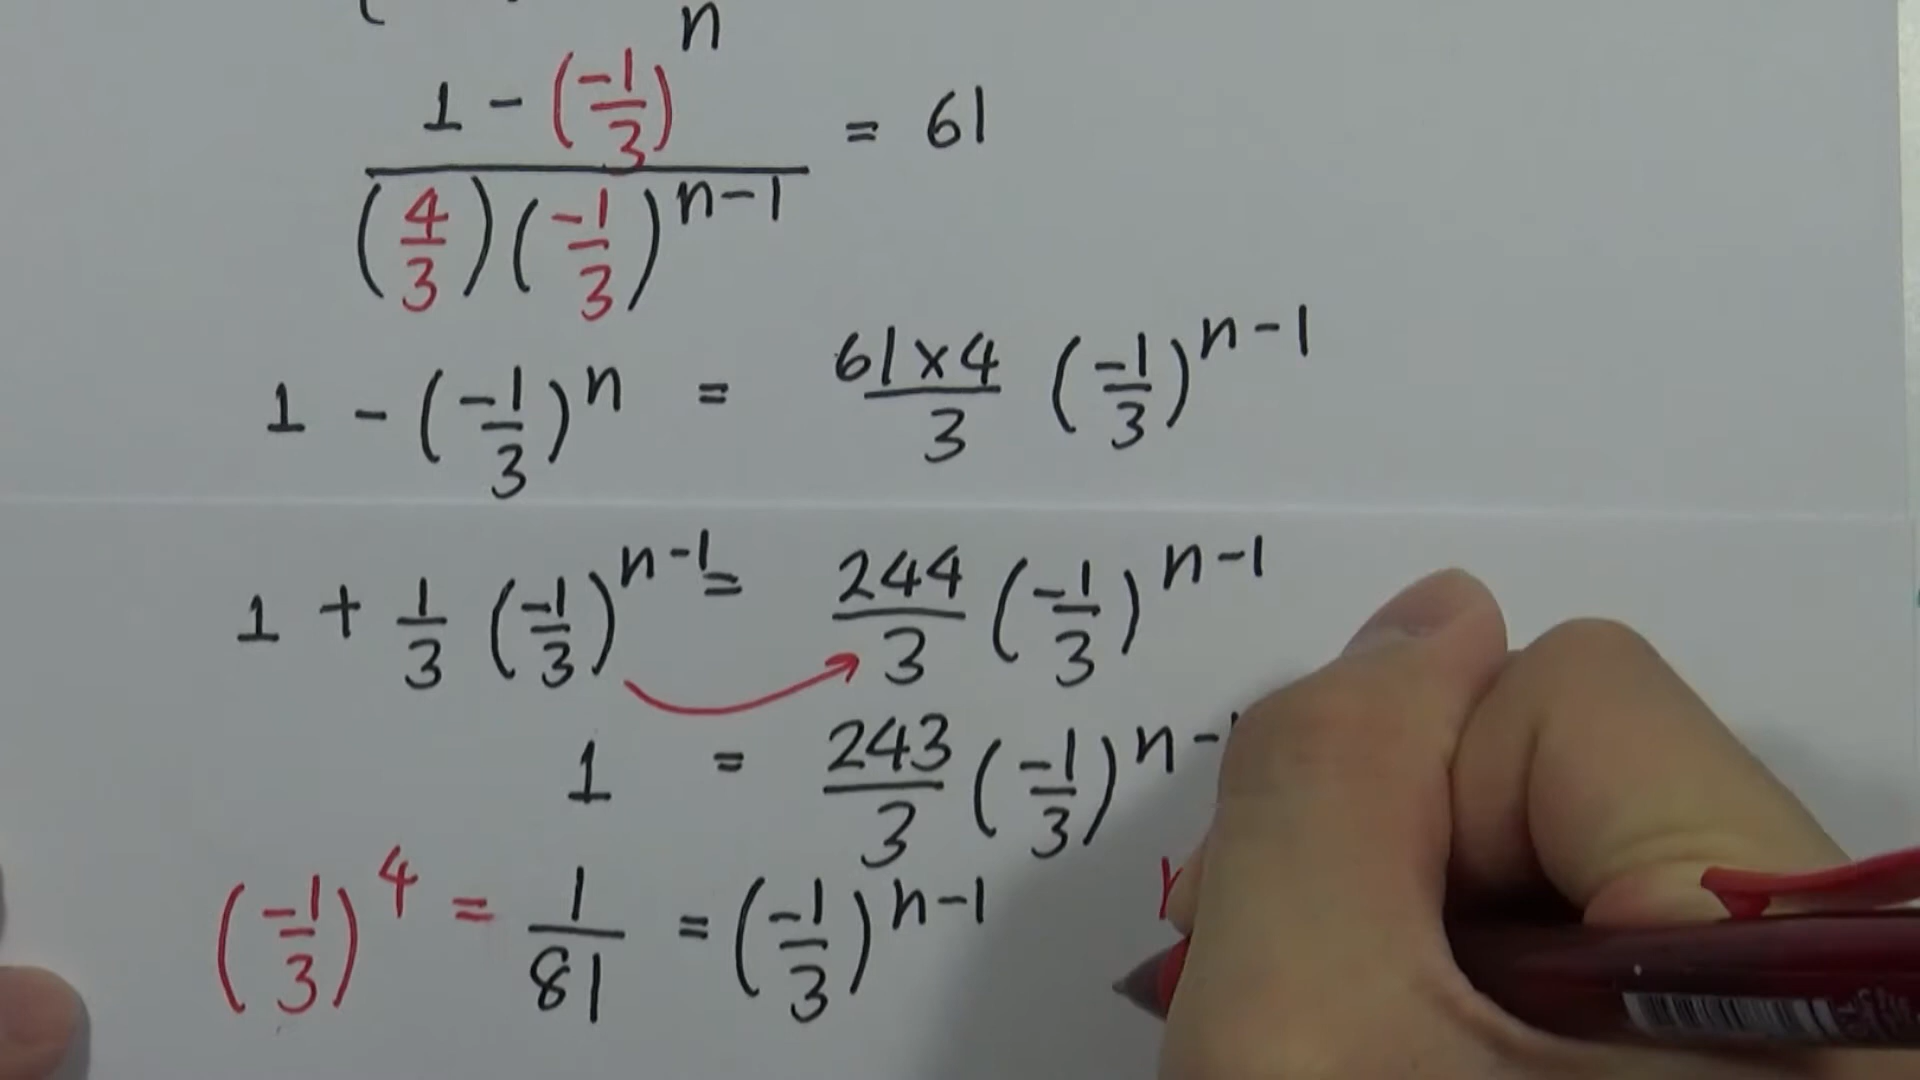 (1 - (-1/3)^n) / ((4/3)(-1/3)^(n-1)) = 61
1 - (-1/3)^n = (61×4)/3 (-1/3)^(n-1)
1 + 1/3 (-1/3)^(n-1) = 244/3 (-1/3)^(n-1)
1 = 243/3 (-1/3)^(n-
(-1/3)^4 = 1/81 = (-1/3)^(n-1)